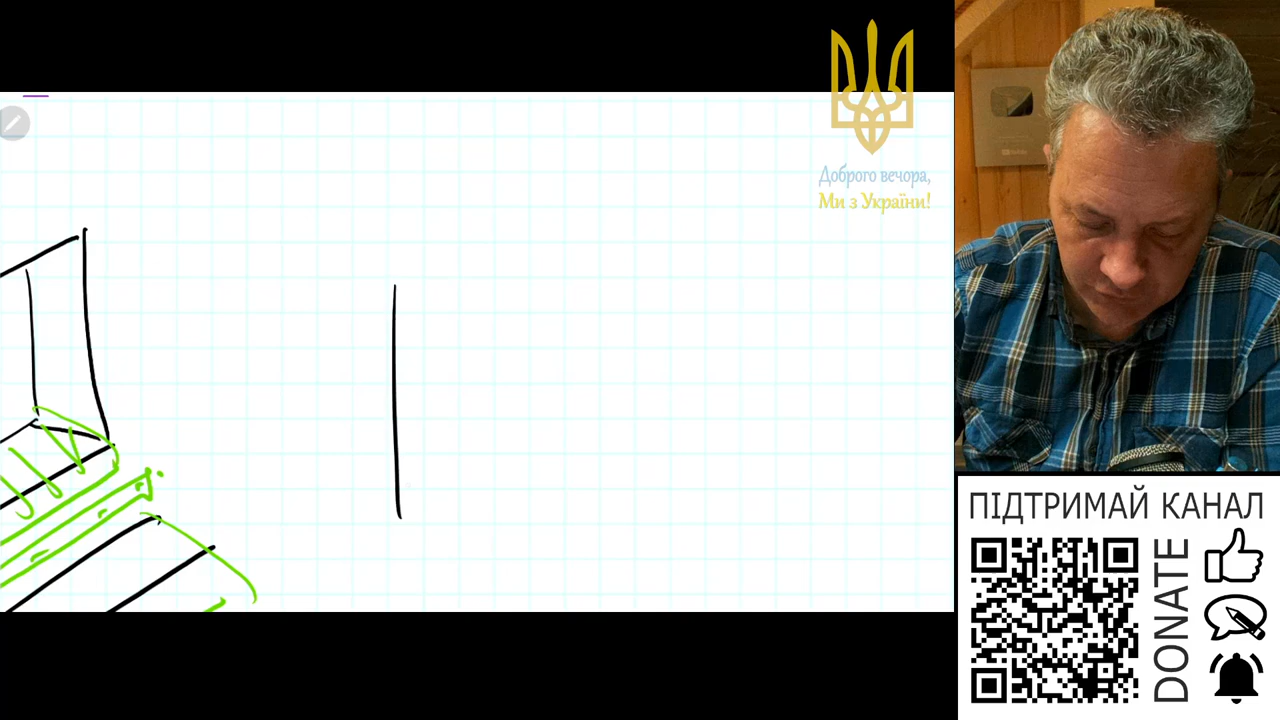 Доброго вечора,
Ми з України!
ПІДТРИМАЙ КАНАЛ
DONATE